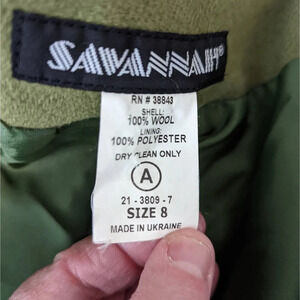 SAVANNAH®
RN # 38843
SHELL:
100% WOOL
LINING:
100% POLYESTER
DRY CLEAN ONLY
A
21 - 3809 - 7
SIZE 8
MADE IN UKRAINE